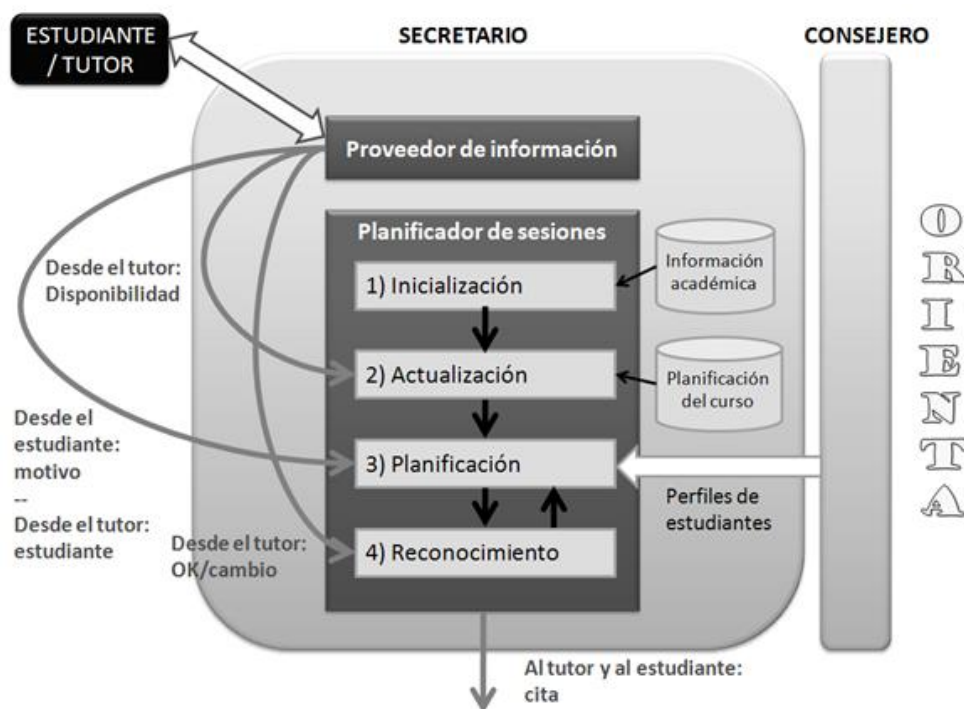 ESTUDIANTE
/ TUTOR
SECRETARIO
CONSEJERO
Proveedor de información
Planificador de sesiones
Desde el tutor:
Disponibilidad
1) Inicialización
Información
académica
2) Actualización
Planificación
del curso
Desde el
estudiante:
motivo
--
Desde el tutor:
estudiante
3) Planificación
Perfiles de
estudiantes
Desde el tutor:
OK/cambio
4) Reconocimiento
Al tutor y al estudiante:
cita
O
R
I
E
N
T
A